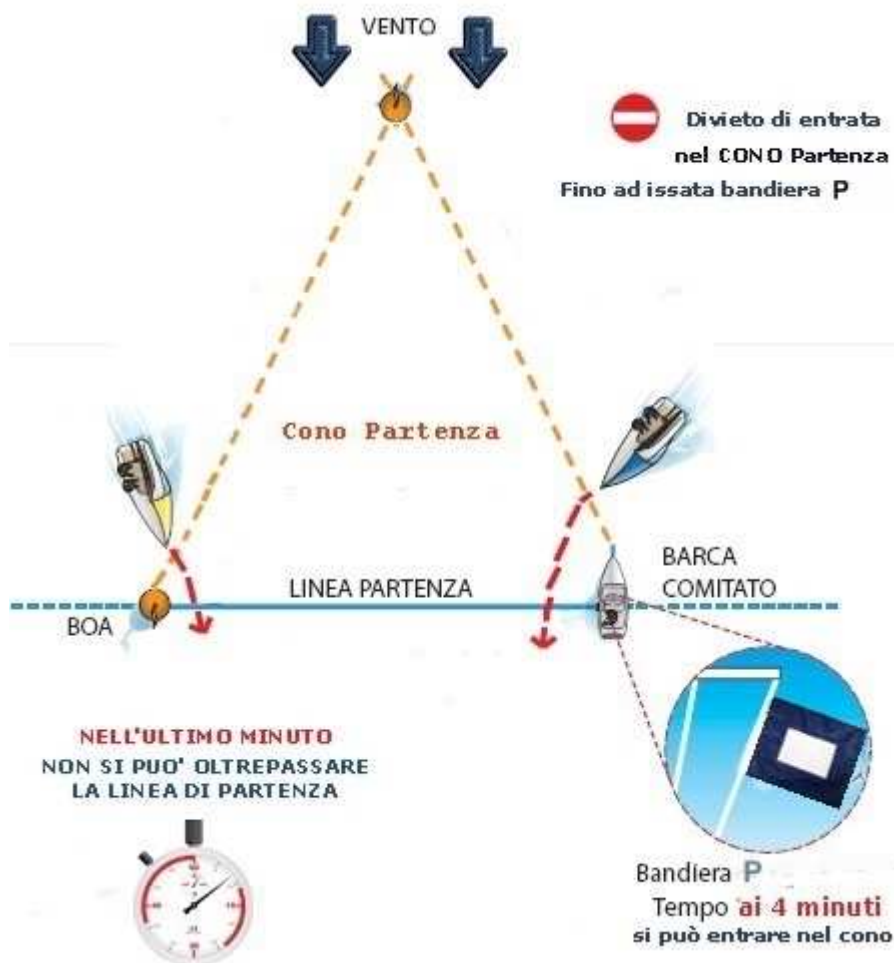 VENTO
Divieto di entrata
nel CONO Partenza
Fino ad issata bandiera P
Cono Partenza
LINEA PARTENZA
BARCA
COMITATO
BOA
NELL'ULTIMO MINUTO
NON SI PUO' OLTREPASSARE
LA LINEA DI PARTENZA
Bandiera P
Tempo ai 4 minuti
si può entrare nel cono